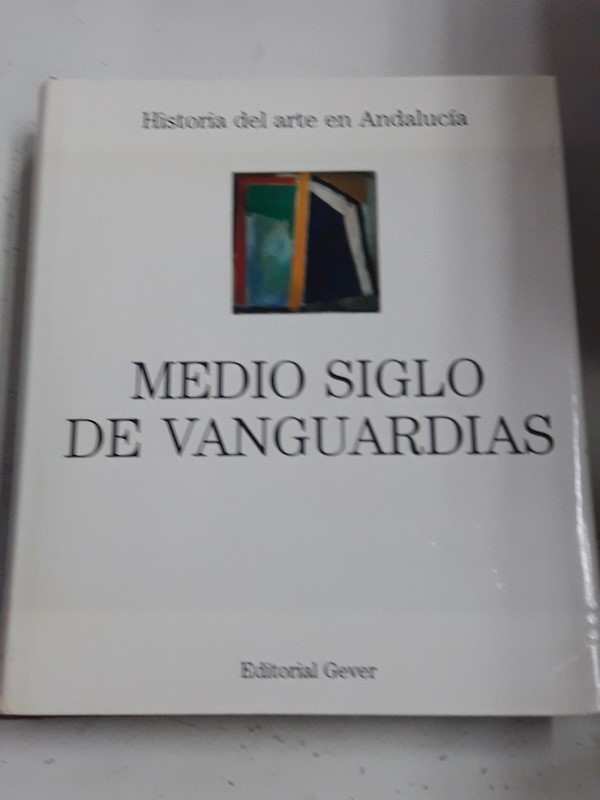 Historia del arte en Andalucía
MEDIO SIGLO
DE VANGUARDIAS
Editorial Gever